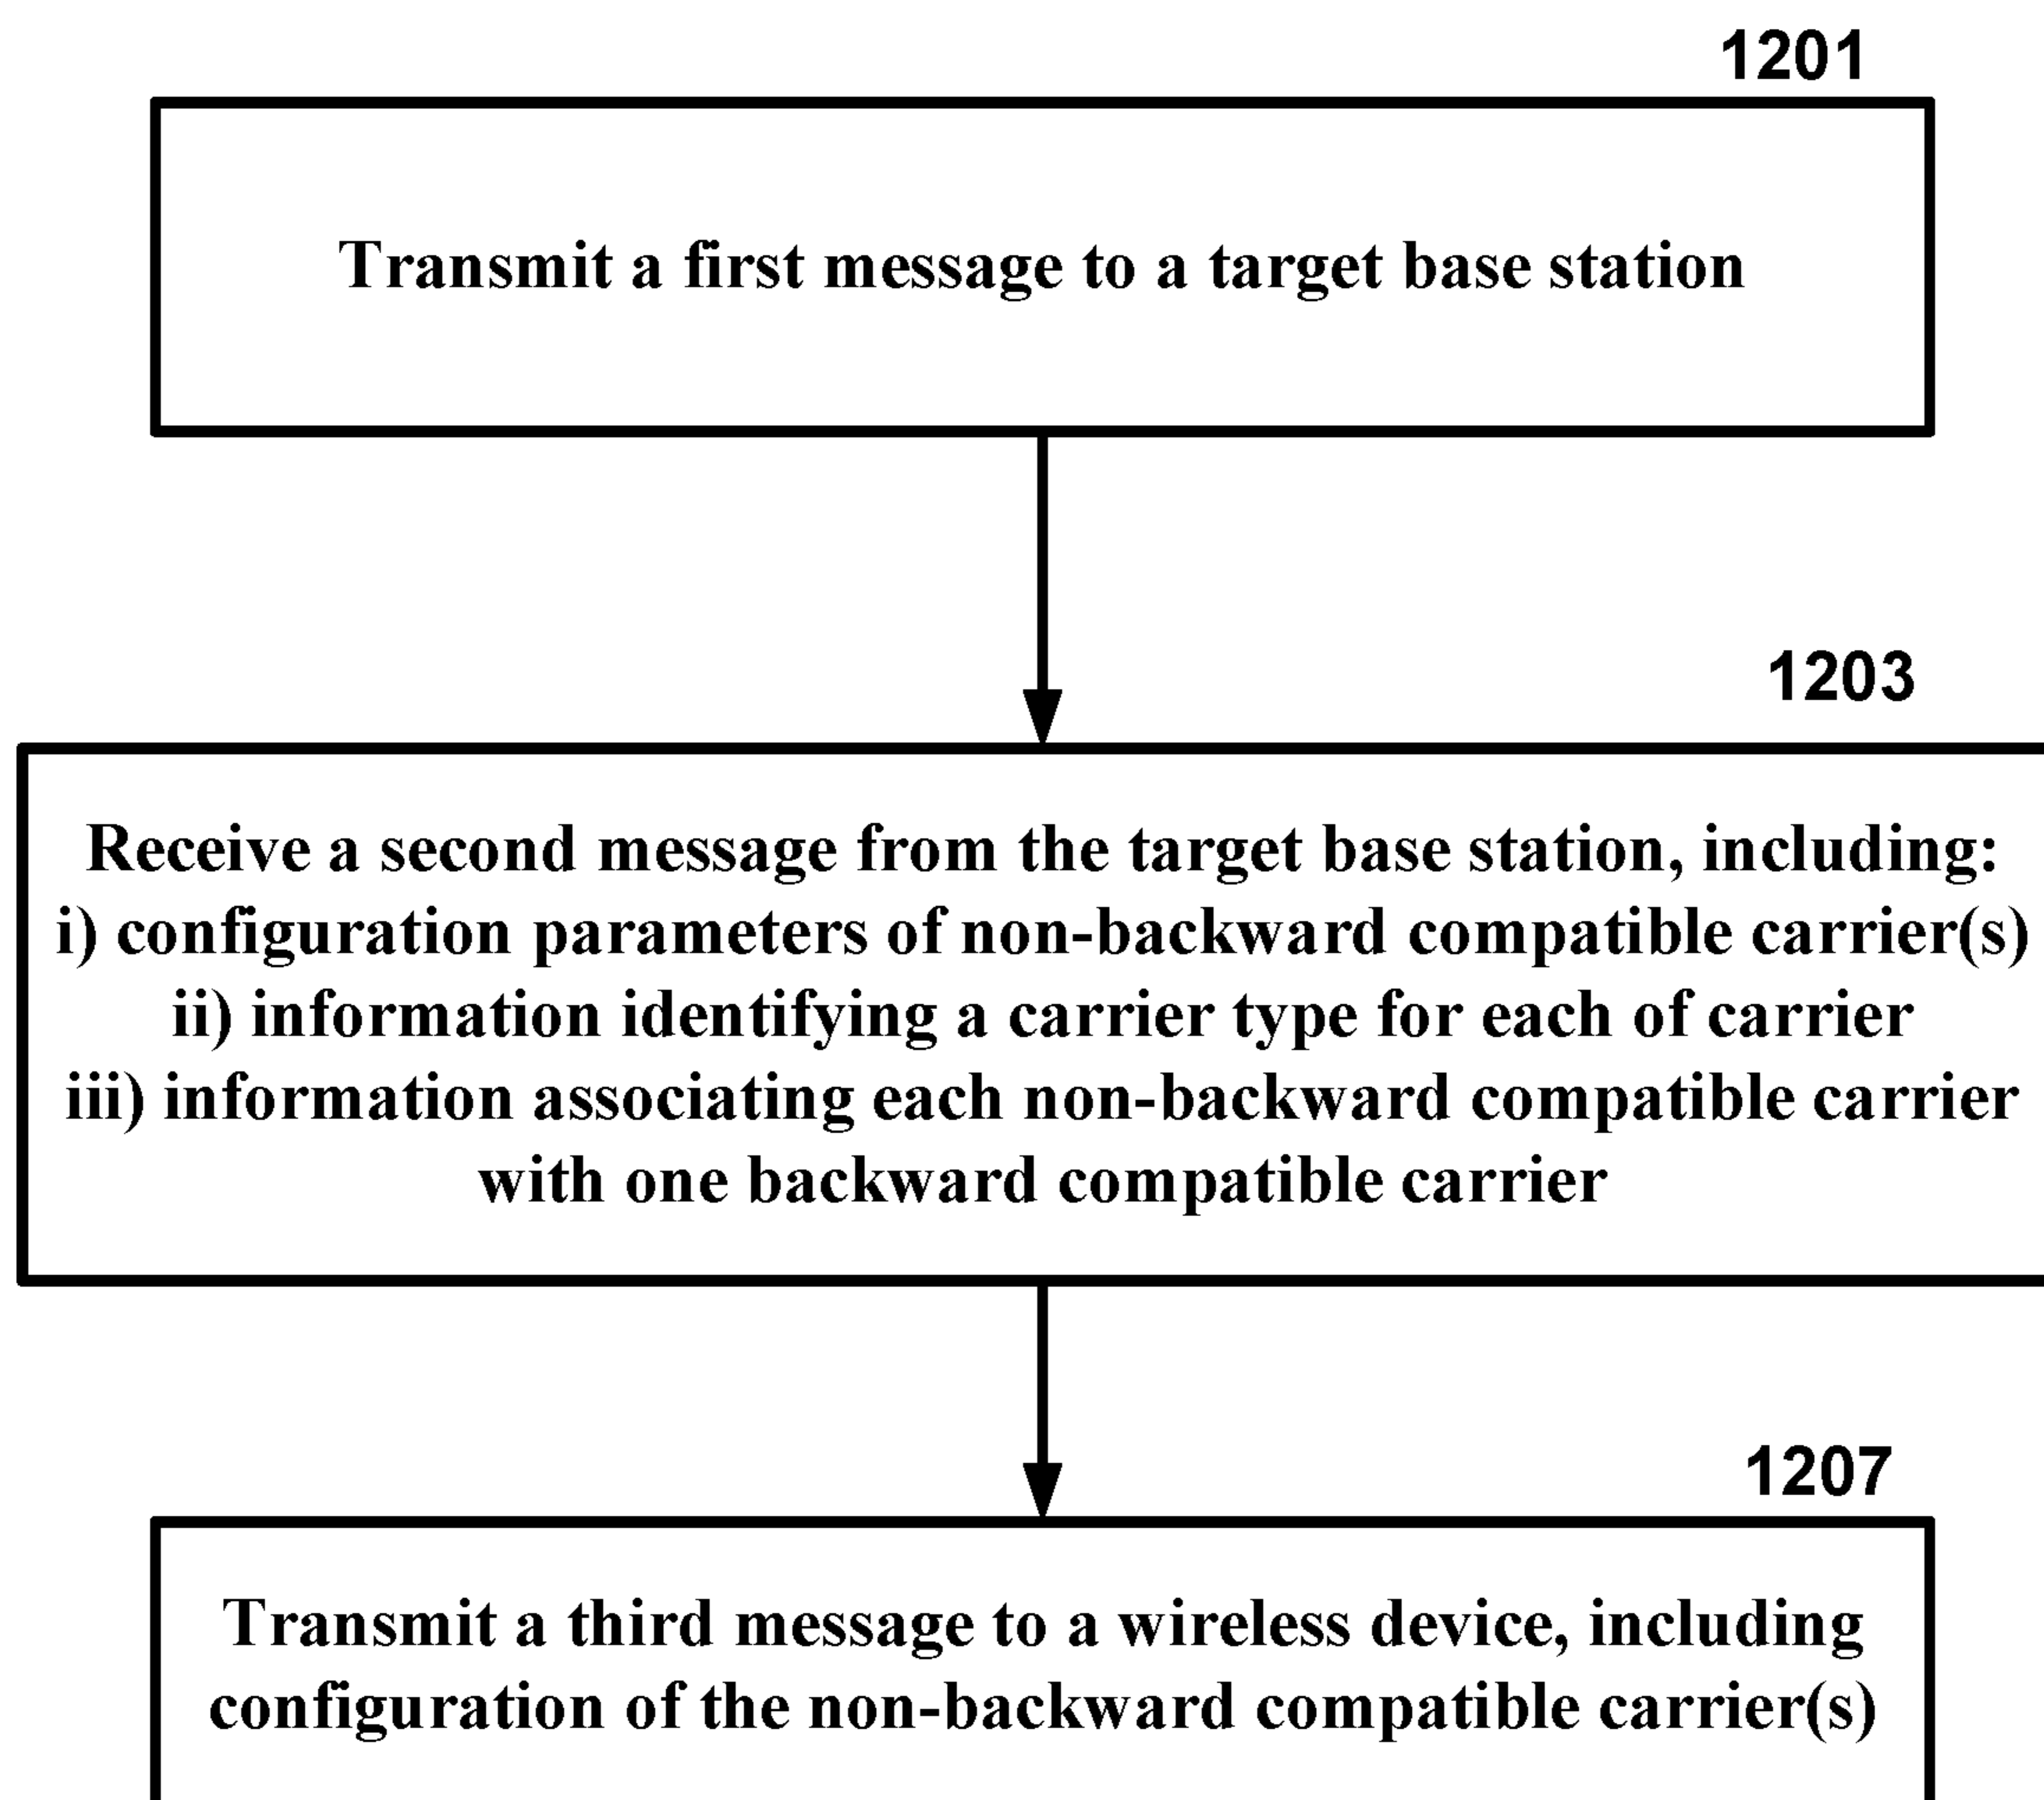 1201
Transmit a first message to a target base station
1203
Receive a second message from the target base station, including:
i) configuration parameters of non-backward compatible carrier(s)
ii) information identifying a carrier type for each of carrier
iii) information associating each non-backward compatible carrier
with one backward compatible carrier
1207
Transmit a third message to a wireless device, including
configuration of the non-backward compatible carrier(s)